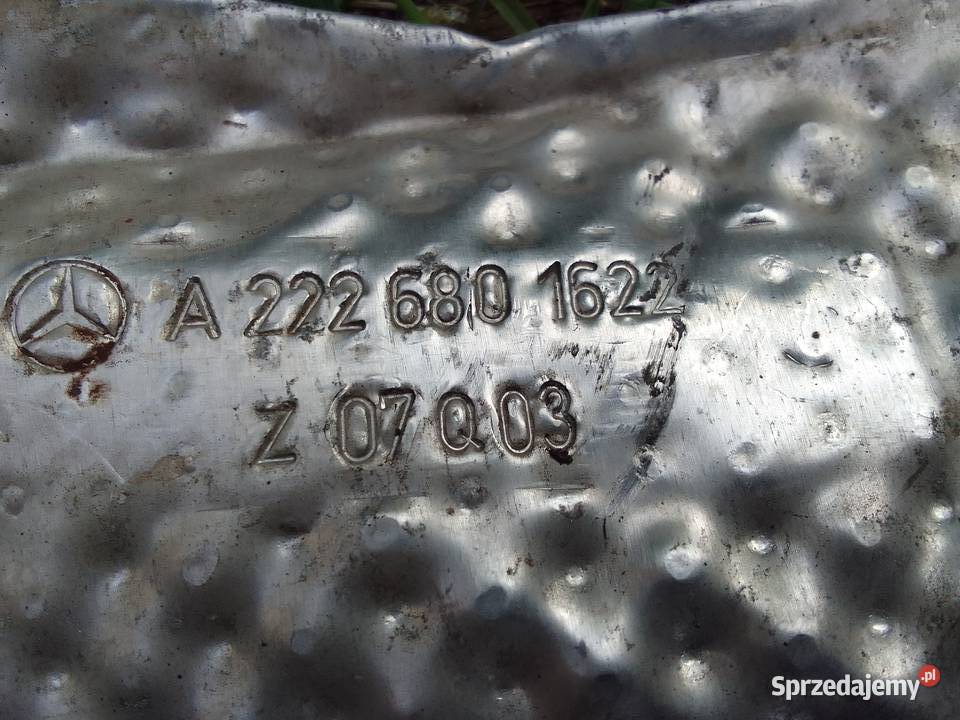 A 222 680 1622
Z 07 Q 03
Sprzedajemy.pl